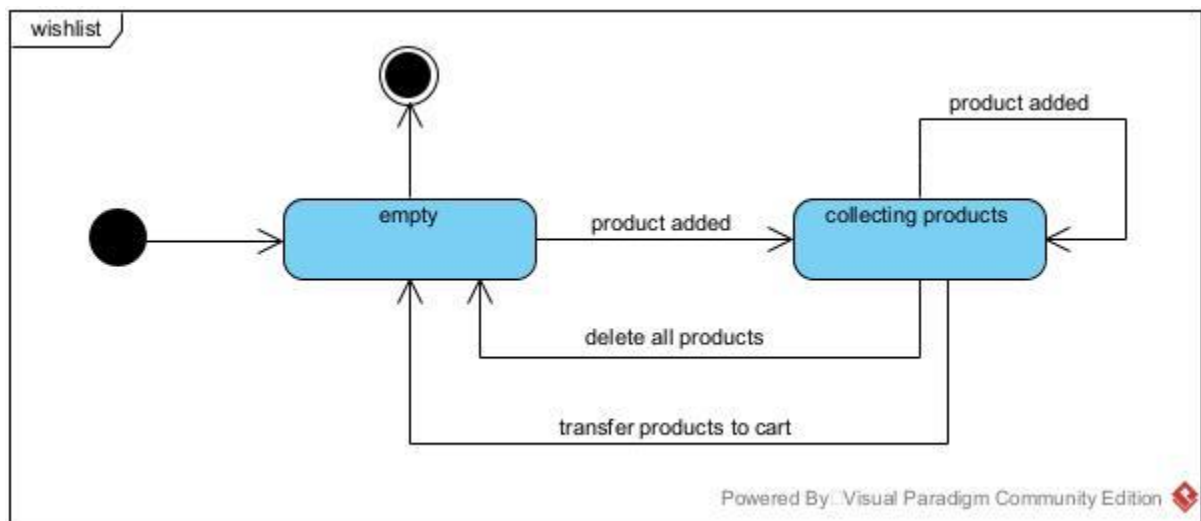 wishlist
product added
empty
product added
collecting products
delete all products
transfer products to cart
Powered By Visual Paradigm Community Edition